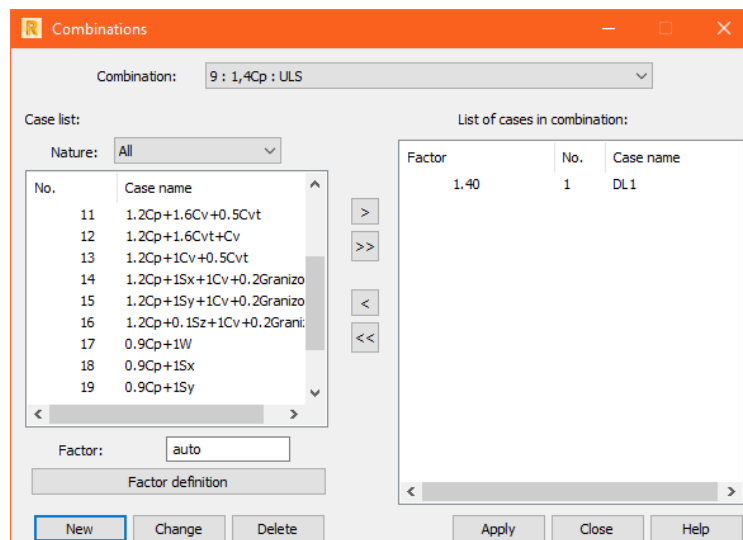 R Combinations
Combination: 9 : 1,4Cp : ULS
Case list:
Nature: All
No. Case name
11 1.2Cp+1.6Cv+0.5Cvt
12 1.2Cp+1.6Cvt+Cv
13 1.2Cp+1Cv+0.5Cvt
14 1.2Cp+1Sx+1Cv+0.2Granizo
15 1.2Cp+1Sy+1Cv+0.2Granizo
16 1.2Cp+0.1Sz+1Cv+0.2Grani
17 0.9Cp+1W
18 0.9Cp+1Sx
19 0.9Cp+1Sy
Factor: auto
Factor definition
New Change Delete
>
>>
<
<<
List of cases in combination:
Factor No. Case name
1.40 1 DL1
Apply Close Help